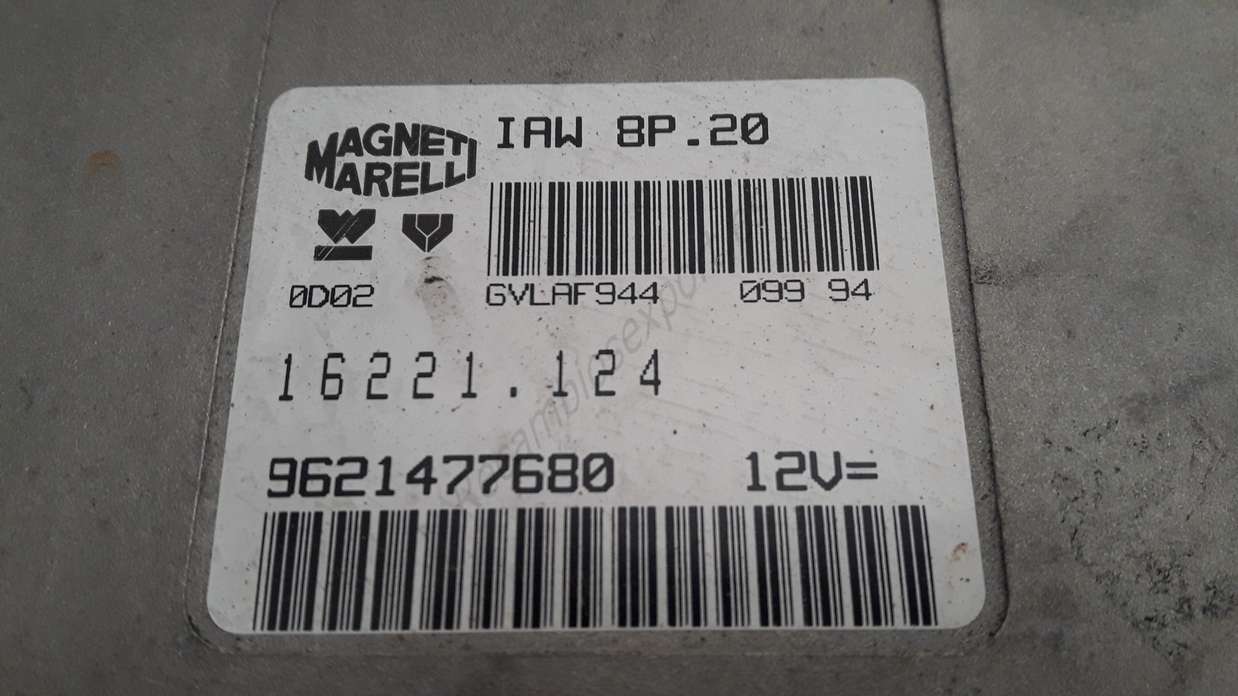 MAGNETI
MARELLI
IAW 8P.20
0D02 GVLAF944 099 94
16221.124
9621477680 12V=